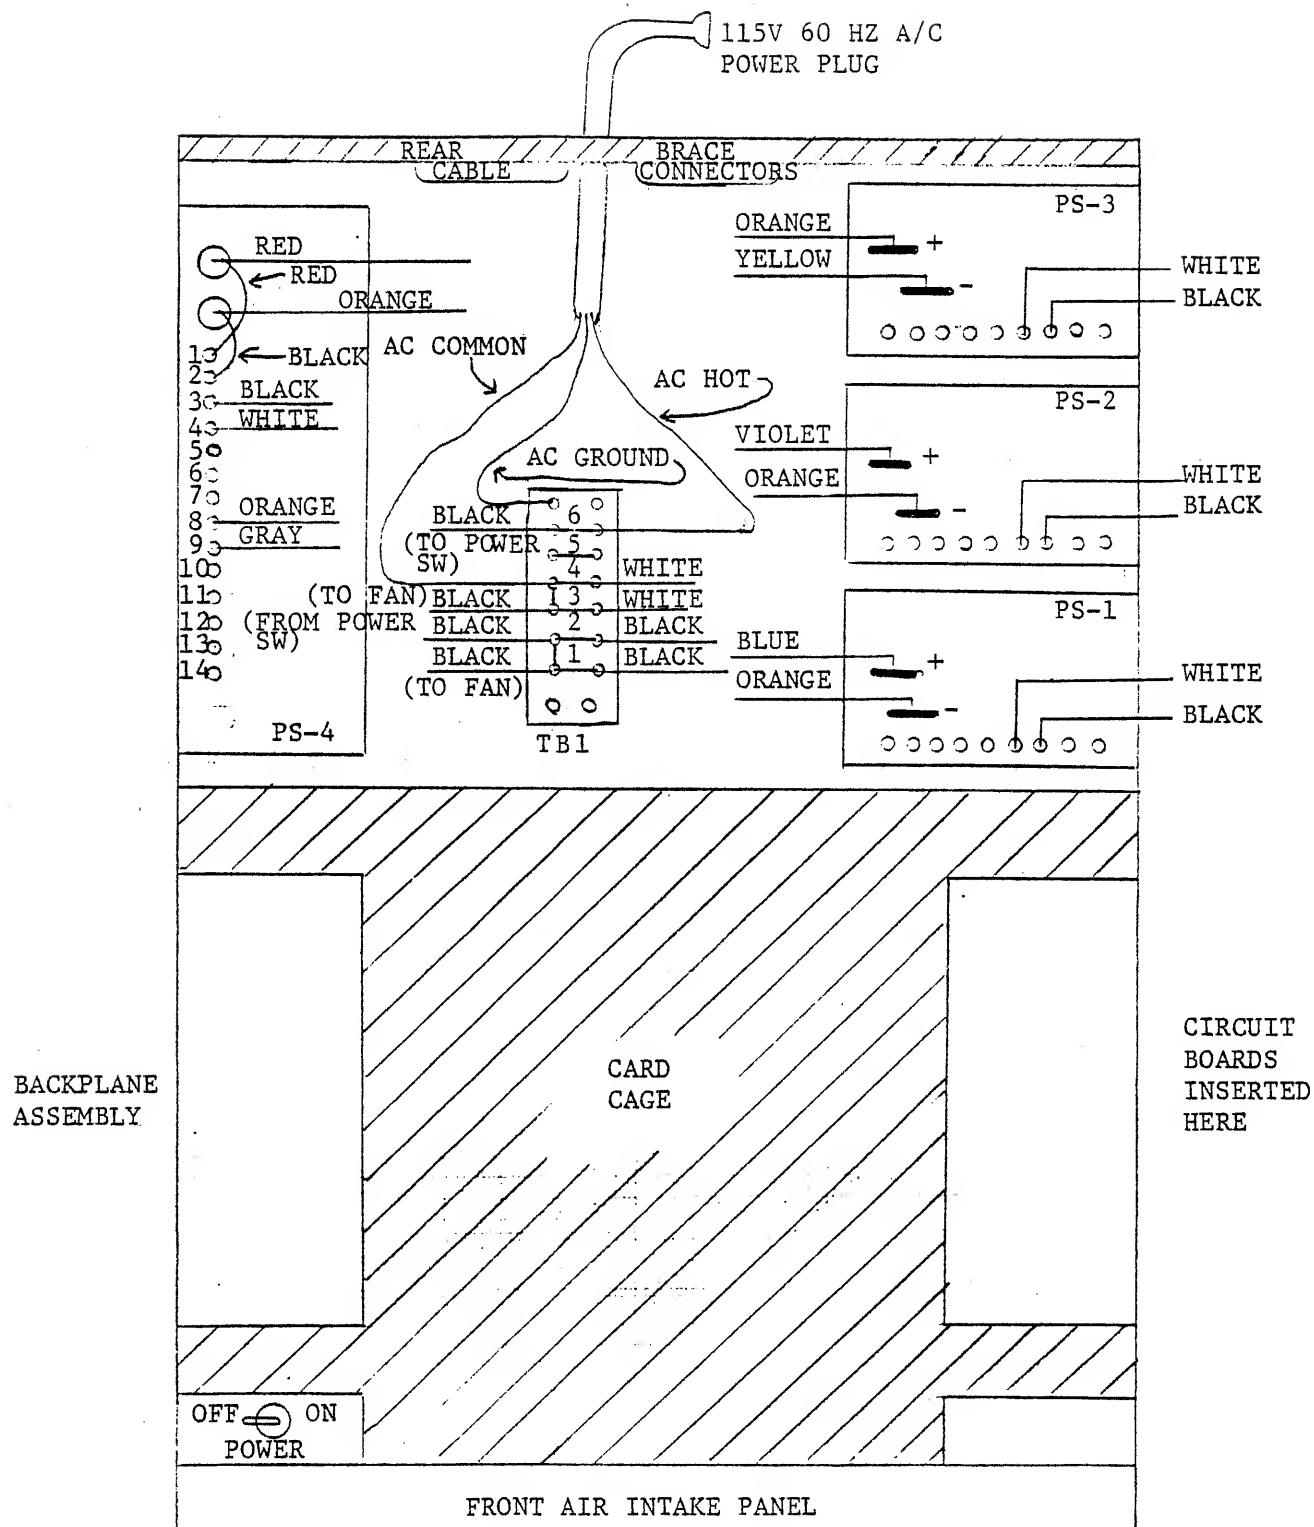 115V 60 HZ A/C
POWER PLUG
REAR BRACE
CABLE CONNECTORS
PS-3
ORANGE
+
YELLOW
-
WHITE
BLACK
RED
RED
ORANGE
1
BLACK
2
3
BLACK
4
WHITE
5
6
7
8
ORANGE
9
GRAY
10
11
12
13
14
PS-4
AC COMMON
AC HOT
AC GROUND
PS-2
VIOLET
+
ORANGE
-
WHITE
BLACK
BLACK
6
(TO POWER
SW)
5
4
WHITE
(TO FAN) BLACK
3
WHITE
(FROM POWER
SW)
BLACK
2
BLACK
BLACK
1
BLACK
(TO FAN)
TB1
PS-1
BLUE
+
ORANGE
-
WHITE
BLACK
CARD
CAGE
BACKPLANE
ASSEMBLY
CIRCUIT
BOARDS
INSERTED
HERE
OFF ON
POWER
FRONT AIR INTAKE PANEL